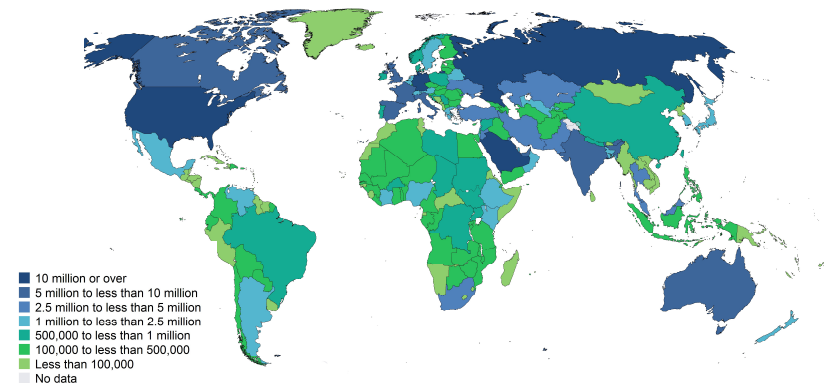 10 million or over
5 million to less than 10 million
2.5 million to less than 5 million
1 million to less than 2.5 million
500,000 to less than 1 million
100,000 to less than 500,000
Less than 100,000
No data